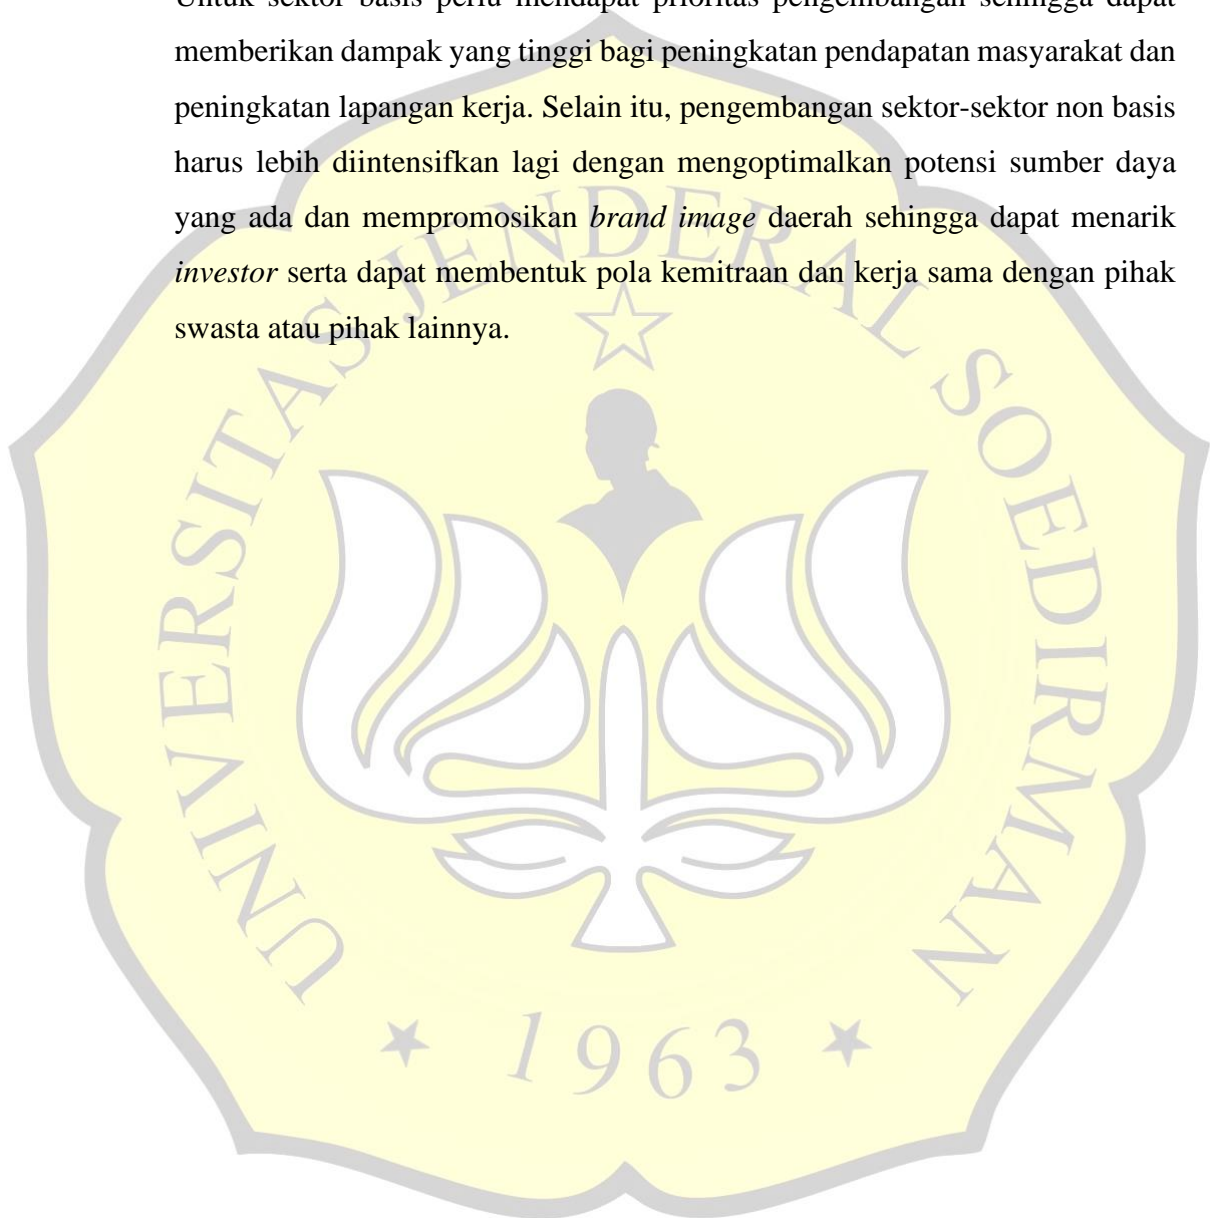 Untuk sektor basis perlu mendapat prioritas pengembangan sehingga dapat
memberikan dampak yang tinggi bagi peningkatan pendapatan masyarakat dan
peningkatan lapangan kerja. Selain itu, pengembangan sektor-sektor non basis
harus lebih diintensifkan lagi dengan mengoptimalkan potensi sumber daya
yang ada dan mempromosikan brand image daerah sehingga dapat menarik
investor serta dapat membentuk pola kemitraan dan kerja sama dengan pihak
swasta atau pihak lainnya.
UNIVERSITAS JENDERAL SOEDIRMAN
1963